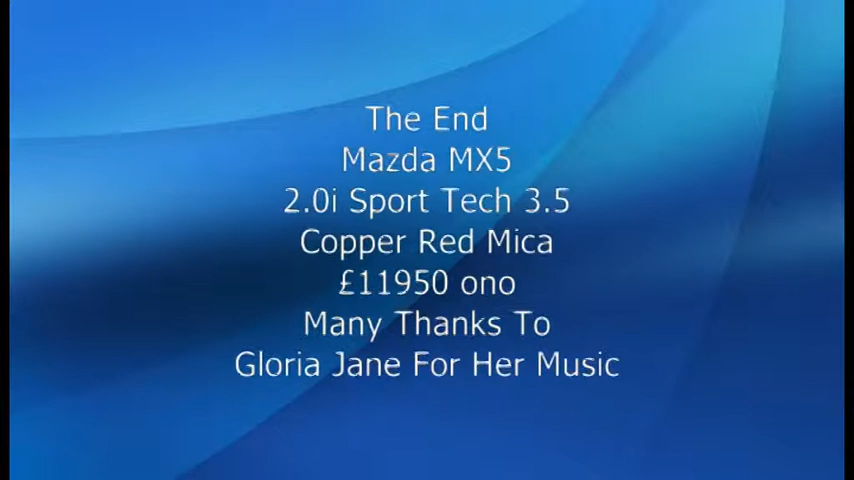 The End
Mazda MX5
2.0i Sport Tech 3.5
Copper Red Mica
£11950 ono
Many Thanks To
Gloria Jane For Her Music